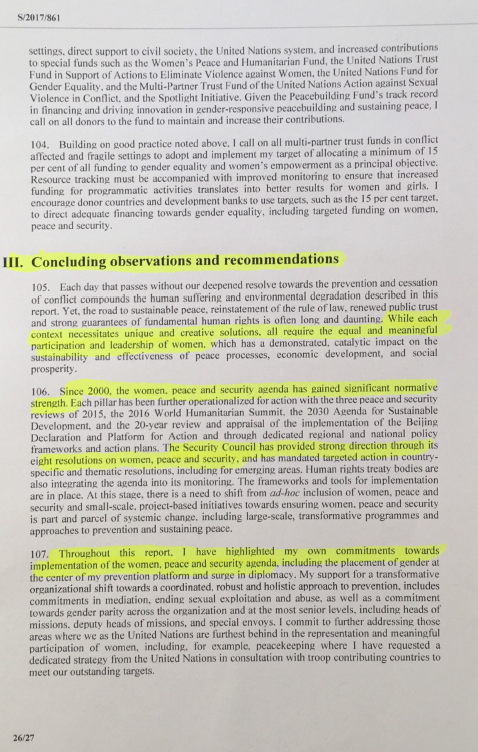 S/2017/861
settings, direct support to civil society, the United Nations system, and increased contributions
to special funds such as the Women's Peace and Humanitarian Fund, the United Nations Trust
Fund in Support of Actions to Eliminate Violence against Women, the United Nations Fund for
Gender Equality, and the Multi-Partner Trust Fund of the United Nations Action against Sexual
Violence in Conflict, and the Spotlight Initiative. Given the Peacebuilding Fund's track record
in financing and driving innovation in gender-responsive peacebuilding and sustaining peace, I
call on all donors to the fund to maintain and increase their contributions.
104. Building on good practice noted above, I call on all multi-partner trust funds in conflict
affected and fragile settings to adopt and implement my target of allocating a minimum of 15
per cent of all funding to gender equality and women's empowerment as a principal objective.
Resource tracking must be accompanied with improved monitoring to ensure that increased
funding for programmatic activities translates into better results for women and girls. I
encourage donor countries and development banks to use targets, such as the 15 per cent target,
to direct adequate financing towards gender equality, including targeted funding on women,
peace and security.
III. Concluding observations and recommendations
105. Each day that passes without our deepened resolve towards the prevention and cessation
of conflict compounds the human suffering and environmental degradation described in this
report. Yet, the road to sustainable peace, reinstatement of the rule of law, renewed public trust
and strong guarantees of fundamental human rights is often long and daunting. While each
context necessitates unique and creative solutions, all require the equal and meaningful
participation and leadership of women, which has a demonstrated, catalytic impact on the
sustainability and effectiveness of peace processes, economic development, and social
prosperity.
106. Since 2000, the women, peace and security agenda has gained significant normative
strength. Each pillar has been further operationalized for action with the three peace and security
reviews of 2015, the 2016 World Humanitarian Summit, the 2030 Agenda for Sustainable
Development, and the 20-year review and appraisal of the implementation of the Beijing
Declaration and Platform for Action and through dedicated regional and national policy
frameworks and action plans. The Security Council has provided strong direction through its
eight resolutions on women, peace and security, and has mandated targeted action in country-
specific and thematic resolutions, including for emerging areas. Human rights treaty bodies are
also integrating the agenda into its monitoring. The frameworks and tools for implementation
are in place. At this stage, there is a need to shift from ad-hoc inclusion of women, peace and
security and small-scale, project-based initiatives towards ensuring women, peace and security
is part and parcel of systemic change, including large-scale, transformative programmes and
approaches to prevention and sustaining peace.
107. Throughout this report, I have highlighted my own commitments towards
implementation of the women, peace and security agenda, including the placement of gender at
the center of my prevention platform and surge in diplomacy. My support for a transformative
organizational shift towards a coordinated, robust and holistic approach to prevention, includes
commitments in mediation, ending sexual exploitation and abuse, as well as a commitment
towards gender parity across the organization and at the most senior levels, including heads of
missions, deputy heads of missions, and special envoys. I commit to further addressing those
areas where we as the United Nations are furthest behind in the representation and meaningful
participation of women, including, for example, peacekeeping where I have requested a
dedicated strategy from the United Nations in consultation with troop contributing countries to
meet our outstanding targets.
26/27